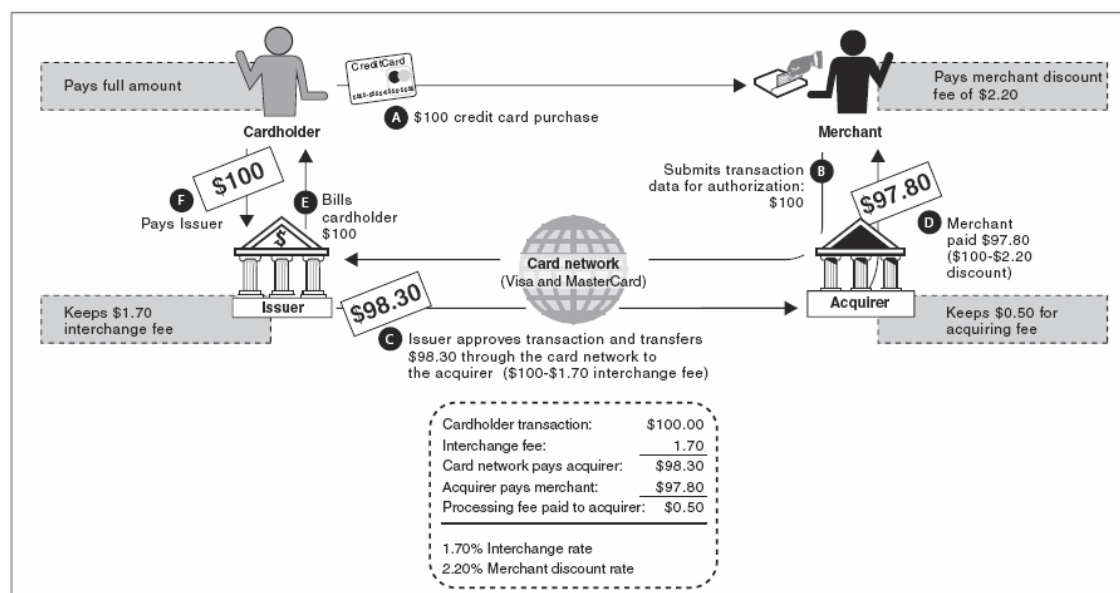 CreditCard
Pays full amount
Pays merchant discount
fee of $2.20
A $100 credit card purchase
Cardholder
Merchant
B
Submits transaction
data for authorization:
$100
$100
F
Pays Issuer
E Bills
cardholder
$100
$97.80
D Merchant
paid $97.80
($100-$2.20
discount)
$
Card network
(Visa and MasterCard)
Issuer
Acquirer
Keeps $1.70
interchange fee
$98.30
Keeps $0.50 for
acquiring fee
C Issuer approves transaction and transfers
$98.30 through the card network to
the acquirer ($100-$1.70 interchange fee)
Cardholder transaction: $100.00
Interchange fee: 1.70
Card network pays acquirer: $98.30
Acquirer pays merchant: $97.80
Processing fee paid to acquirer: $0.50
1.70% Interchange rate
2.20% Merchant discount rate